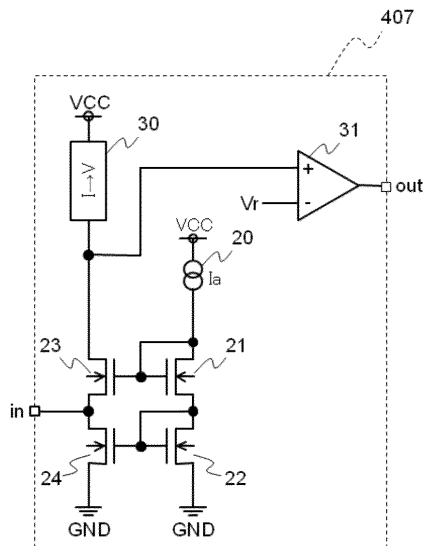 407
VCC
30
I→V
31
+
-
Vr
out
VCC
20
Ia
23
21
in
24
22
GND
GND